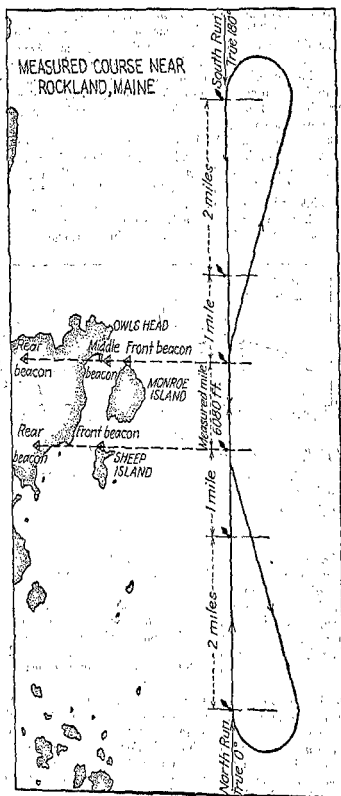 MEASURED COURSE NEAR
ROCKLAND, MAINE
South Run
True 180°
2 miles
1 mile
OWLS HEAD
Rear
beacon
Middle
beacon
Front beacon
MONROE
ISLAND
Measured mile
6080 FT.
Rear
beacon
Front beacon
SHEEP
ISLAND
1 mile
2 miles
North Run
True 0°